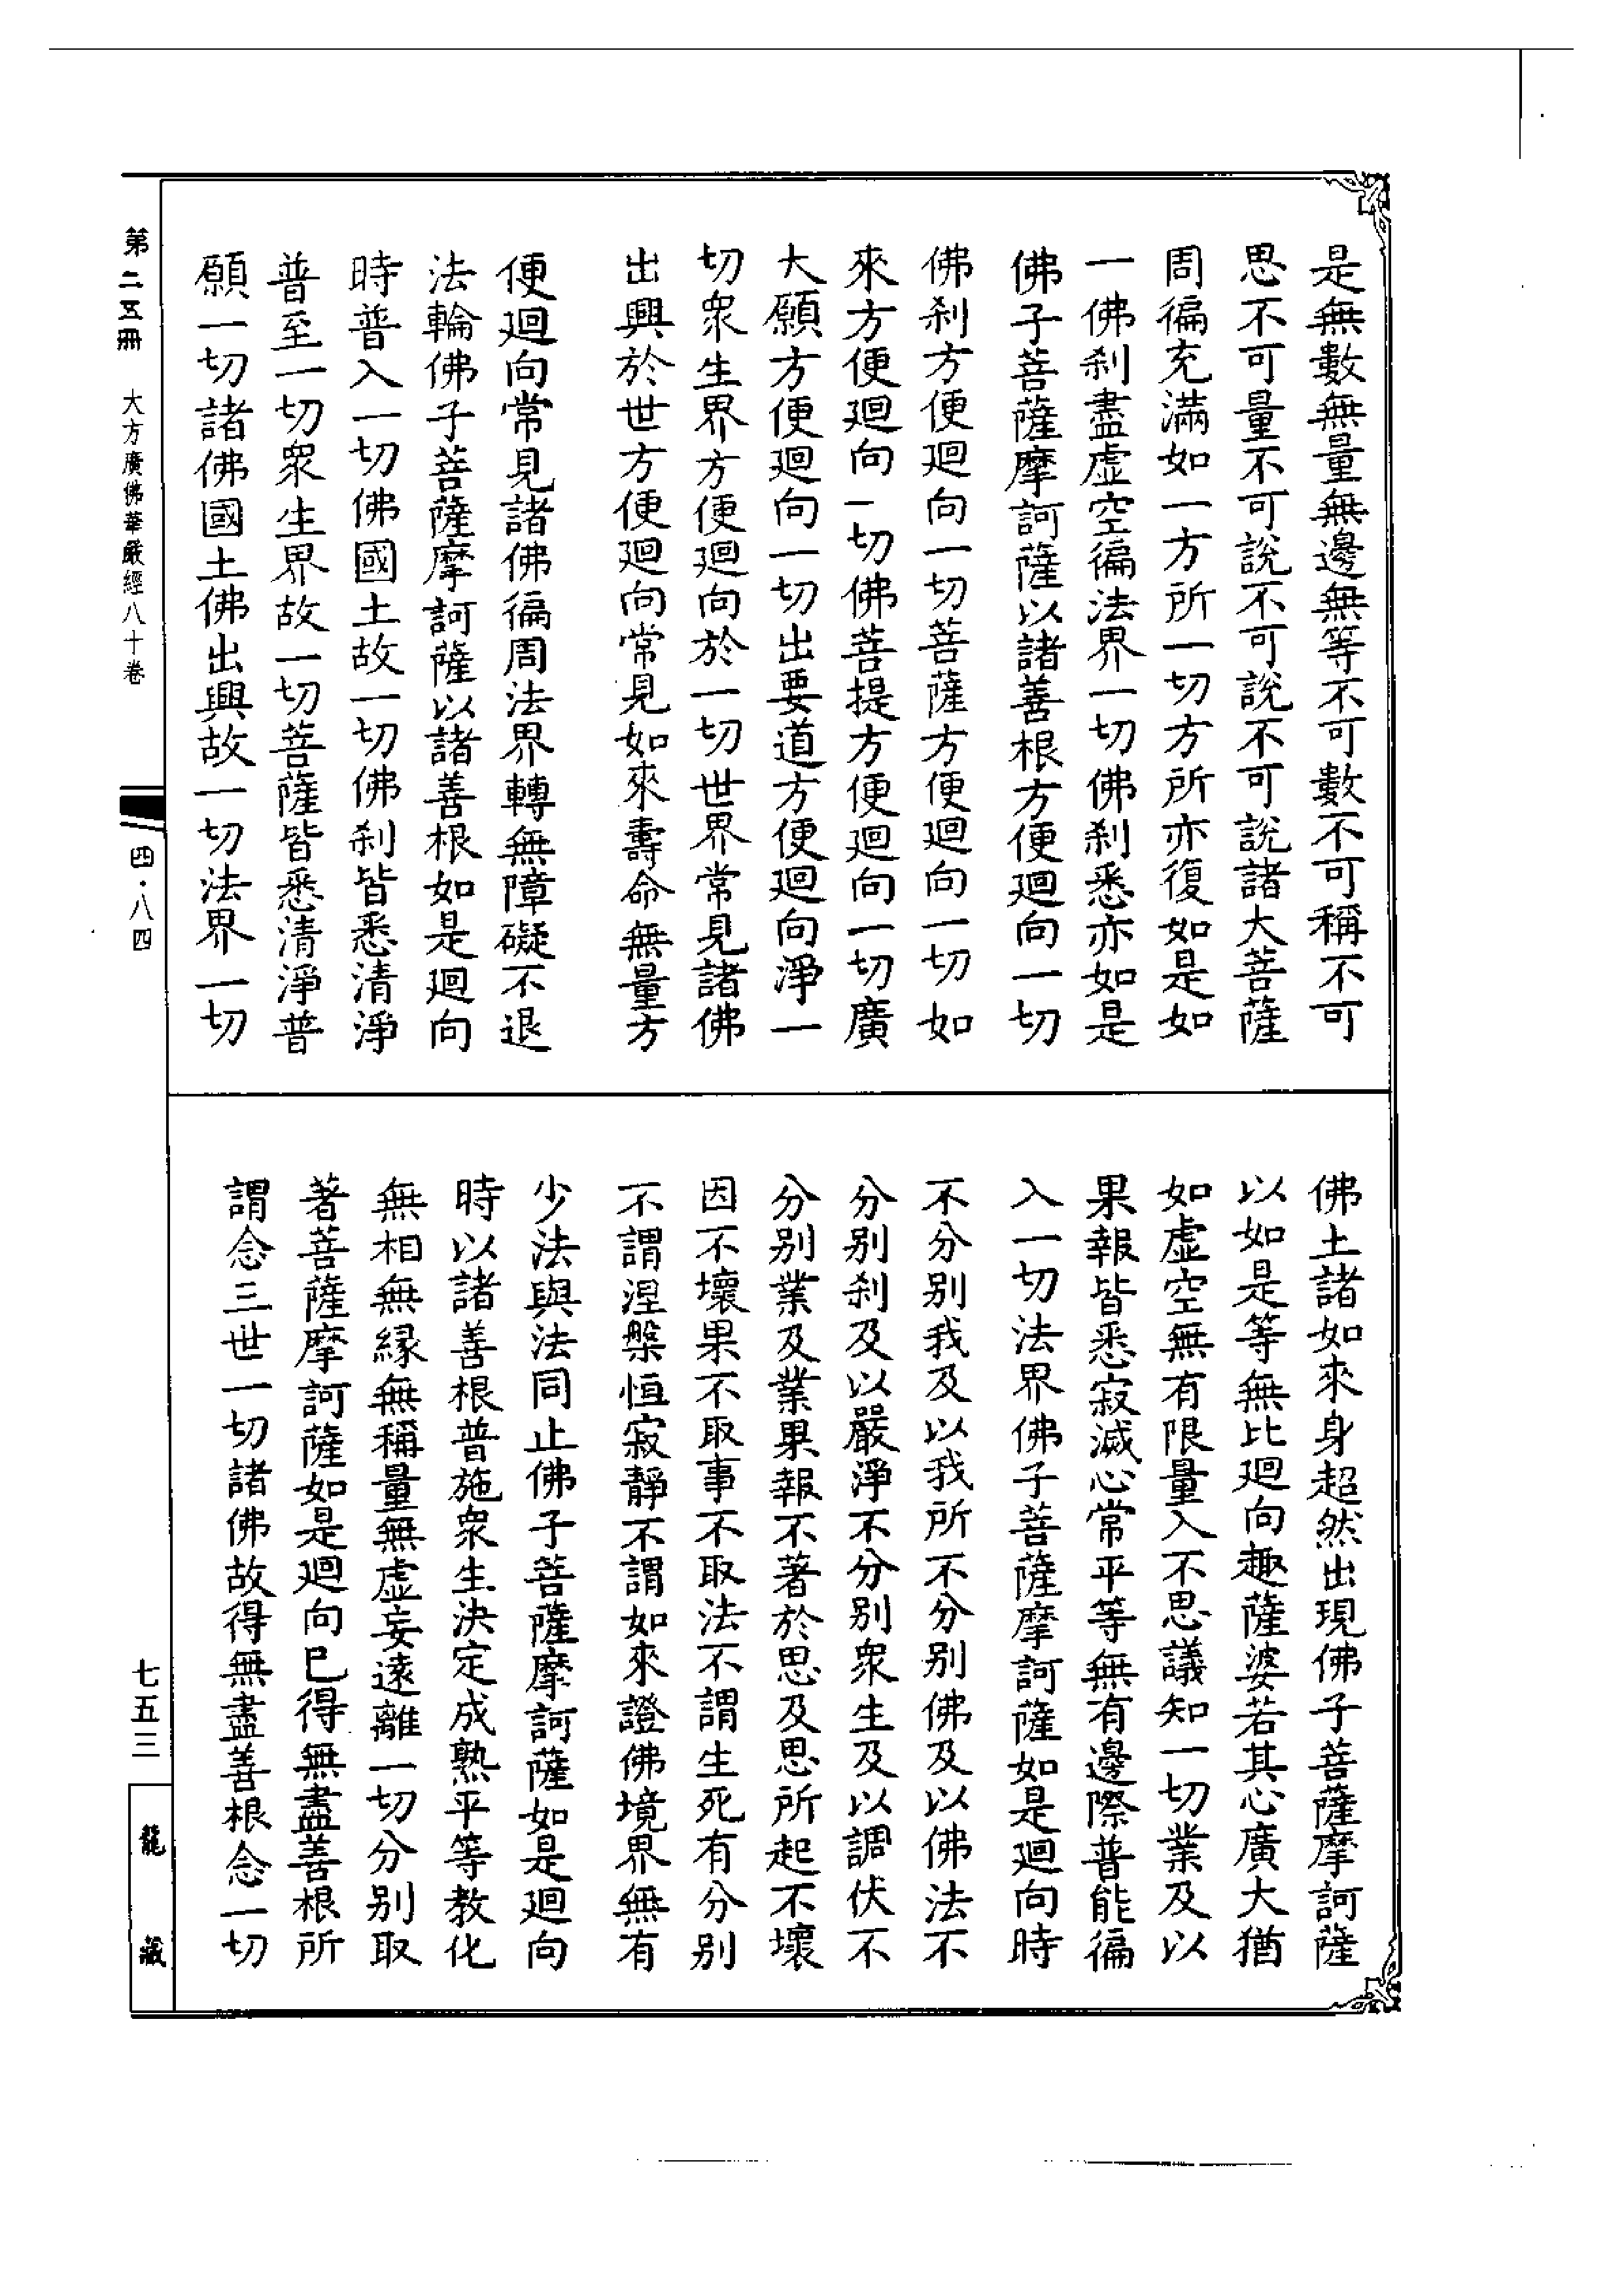 是無數無量無邊無等不可數不可稱不可
思不可量不可說不可說不可說諸大菩薩
周徧充滿如一方所一切方所亦復如是如
一佛刹盡虛空徧法界一切佛刹悉亦如是
佛子菩薩摩訶薩以諸善根方便廻向一切
佛刹方便廻向一切菩薩方便廻向一切如
來方便廻向一切佛菩提方便廻向一切廣
大願方便廻向一切出要道方便廻向淨一
切眾生界方便廻向於一切世界常見諸佛
出興於世方便廻向常見如來壽命無量方
便廻向常見諸佛徧周法界轉無障礙不退
法輪佛子菩薩摩訶薩以諸善根如是廻向
時普入一切佛國土故一切佛刹皆悉清淨
普至一切眾生界故一切菩薩皆悉清淨普
願一切諸佛國土佛出興故一切法界一切
佛土諸如來身超然出現佛子菩薩摩訶薩
以如是等無比廻向趣薩婆若其心廣大猶
如虛空無有限量入不思議知一切業及以
果報皆悉寂滅心常平等無有邊際普能徧
入一切法界佛子菩薩摩訶薩如是廻向時
不分別我及以我所不分別佛及以佛法不
分別刹及以嚴淨不分別眾生及以調伏不
分別業及業果報不著於思及思所起不壞
因不壞果不取事不取法不謂生死有分別
不謂涅槃恒寂靜不謂如來證佛境界無有
少法與法同止佛子菩薩摩訶薩如是廻向
時以諸善根普施眾生決定成熟平等教化
無相無緣無稱量無虛妄遠離一切分別取
著菩薩摩訶薩如是廻向已得無盡善根所
謂念三世一切諸佛故得無盡善根念一切
第二五冊 大方廣佛華嚴經八十卷
四·八四
七五三
龍藏